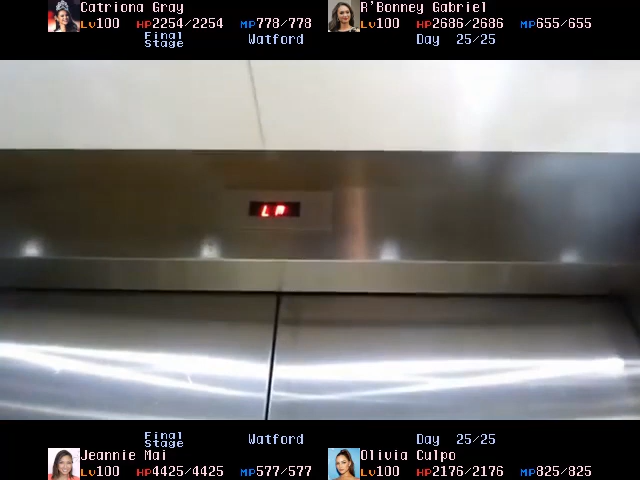 Catriona Gray
Lv100 HP2254/2254 MP778/778
R'Bonney Gabriel
Lv100 HP2686/2686 MP655/655
Final Stage Watford Day 25/25
Final Stage Watford Day 25/25
Jeannie Mai
Lv100 HP4425/4425 MP577/577
Olivia Culpo
Lv100 HP2176/2176 MP825/825